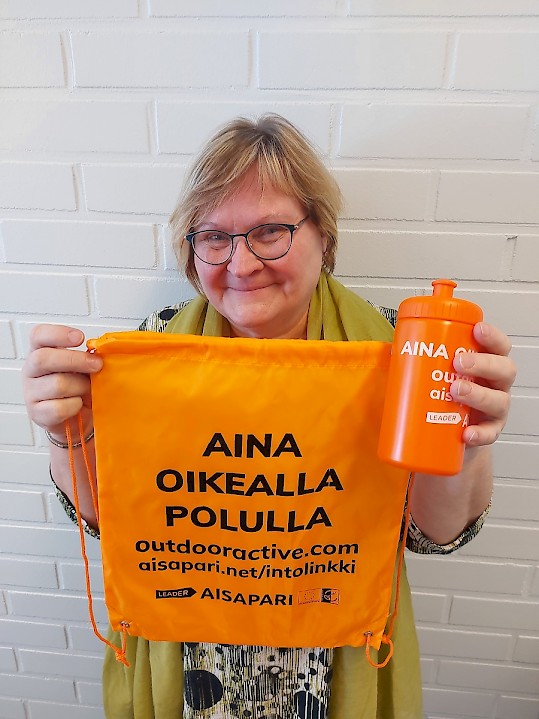 AINA
OIKEALLA
POLULLA
outdooractive.com
aisapari.net/intolinkki
LEADER AISAPARI
AINA
LEADER